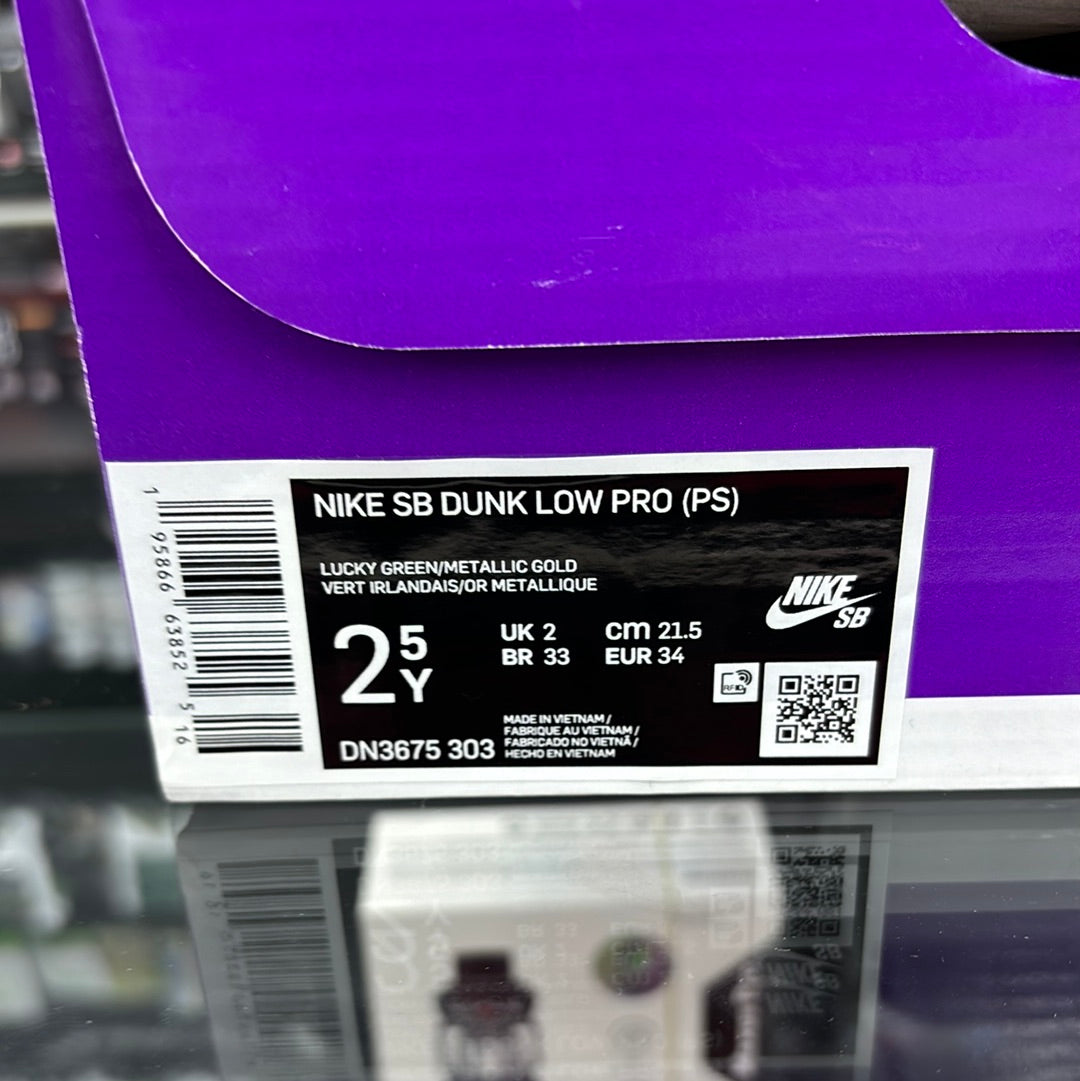 NIKE SB DUNK LOW PRO (PS)
LUCKY GREEN/METALLIC GOLD
VERT IRLANDAIS/OR METALLIQUE
2 5 Y
UK 2 cm 21.5
BR 33 EUR 34
NIKE
SB
RFID
DN3675 303
MADE IN VIETNAM /
FABRIQUE AU VIETNAM /
FABRICADO NO VIETNÃ /
HECHO EN VIETNAM
1 95866 63852 5 16